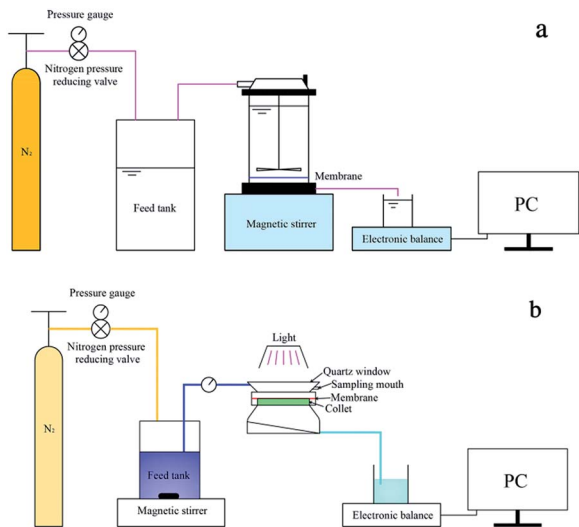 Pressure gauge
a
Nitrogen pressure
reducing valve
N₂
Feed tank
Membrane
Magnetic stirrer
Electronic balance
PC
b
Pressure gauge
Nitrogen pressure
reducing valve
Light
Quartz window
Sampling mouth
Membrane
Collet
N₂
Feed tank
Magnetic stirrer
Electronic balance
PC